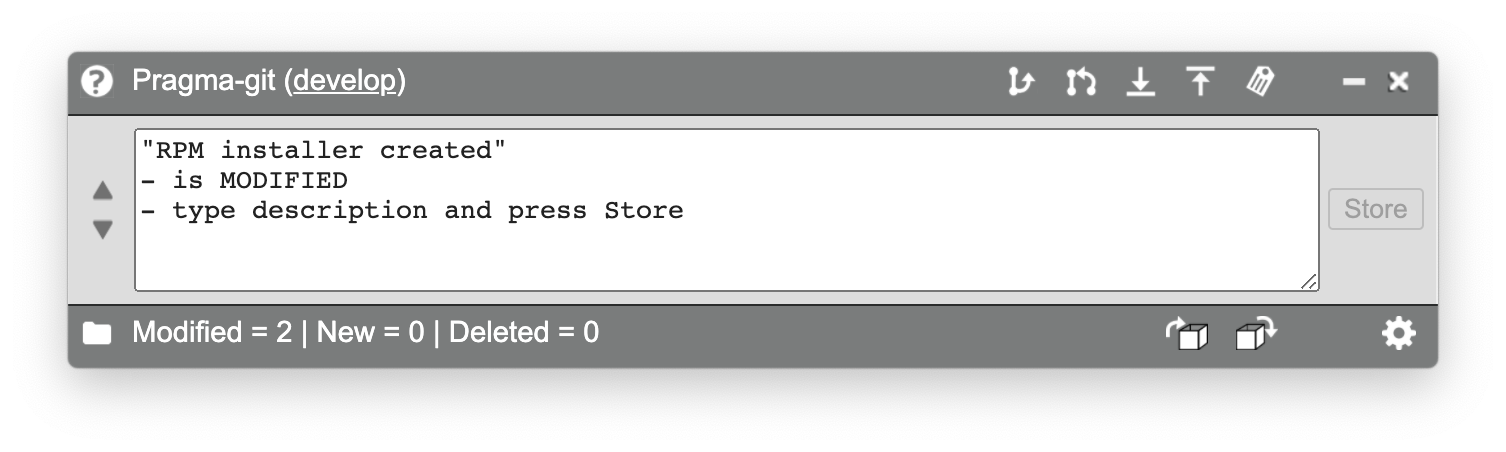 Pragma-git (develop)
"RPM installer created"
- is MODIFIED
- type description and press Store
Store
Modified = 2 | New = 0 | Deleted = 0